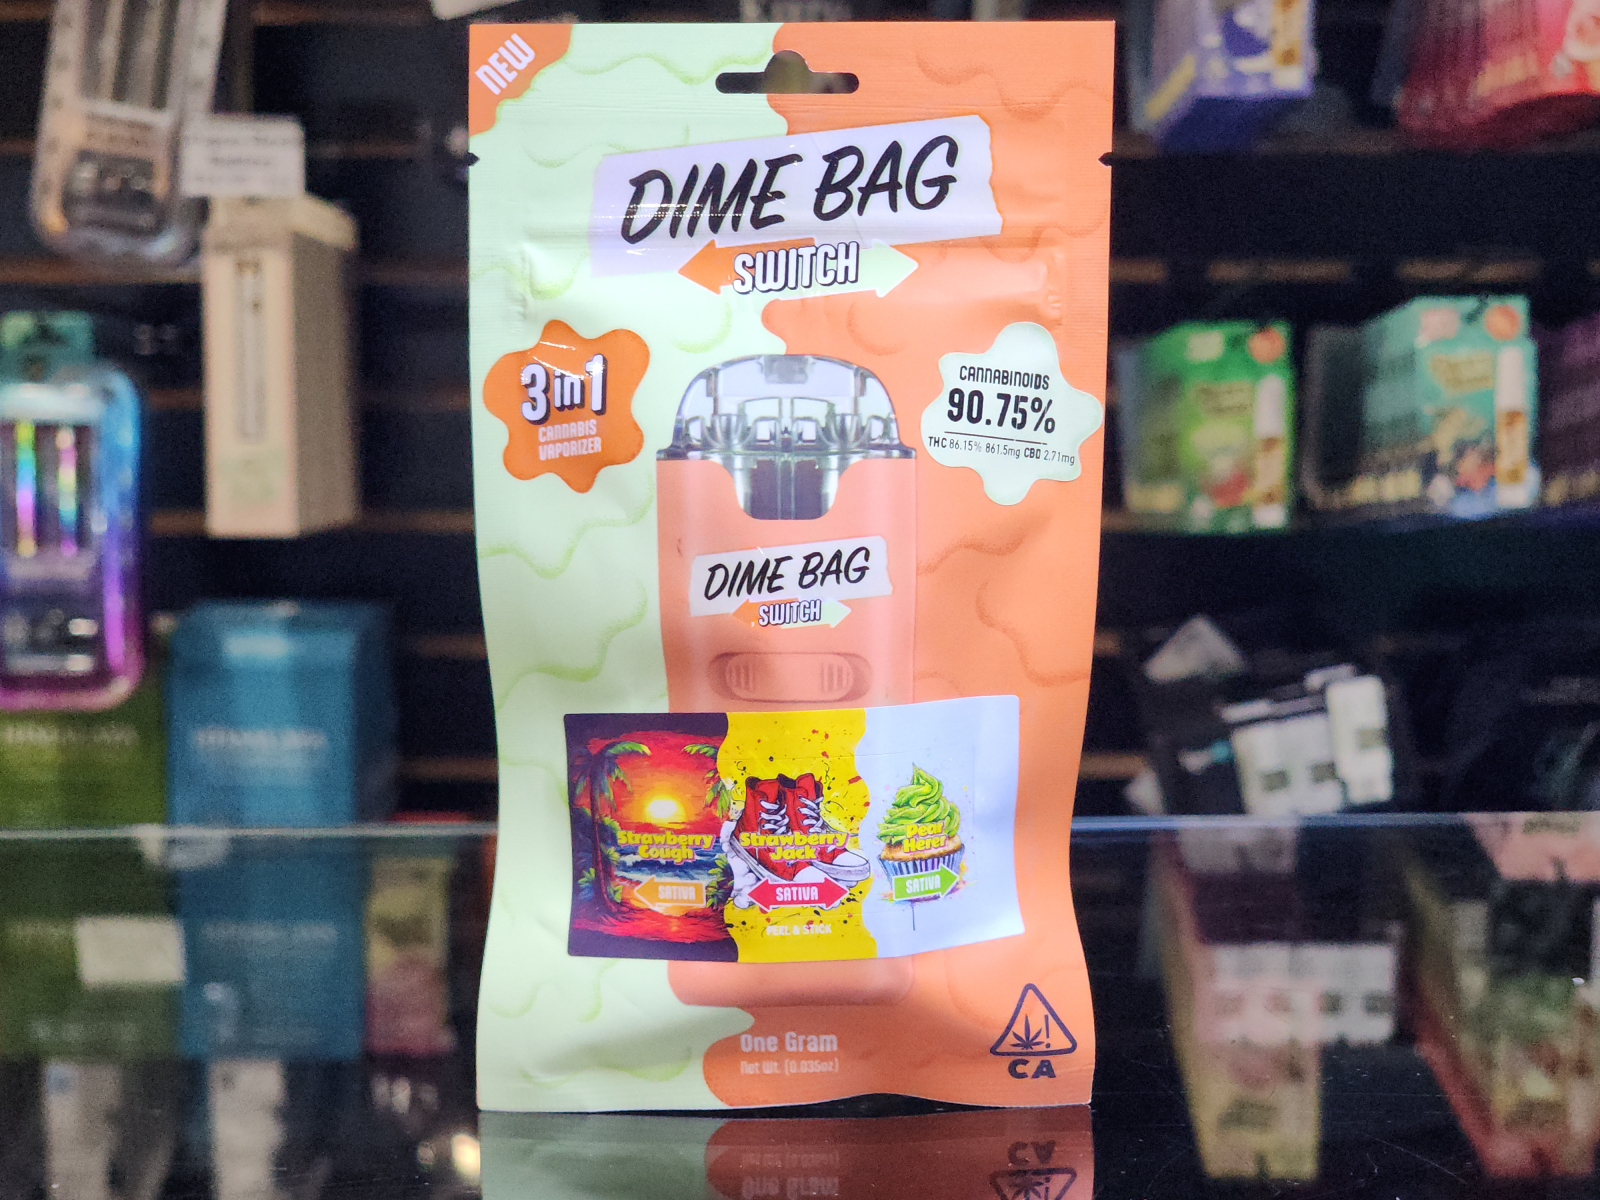 NEW
DIME BAG
SWITCH
3 in 1
CANNABIS
VAPORIZER
CANNABINOIDS
90.75%
THC 86.15% 861.5mg CBD 2.71mg
DIME BAG
SWITCH
Strawberry
Cough
SATIVA
Strawberry
Jack
SATIVA
PEEL & STICK
Pear
Herer
SATIVA
One Gram
Net Wt. (0.035oz)
!
CA